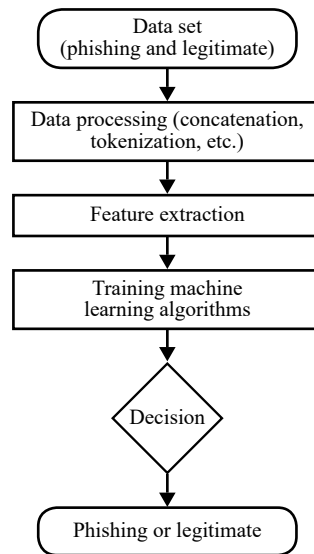 Data set
(phishing and legitimate)
Data processing (concatenation,
tokenization, etc.)
Feature extraction
Training machine
learning algorithms
Decision
Phishing or legitimate